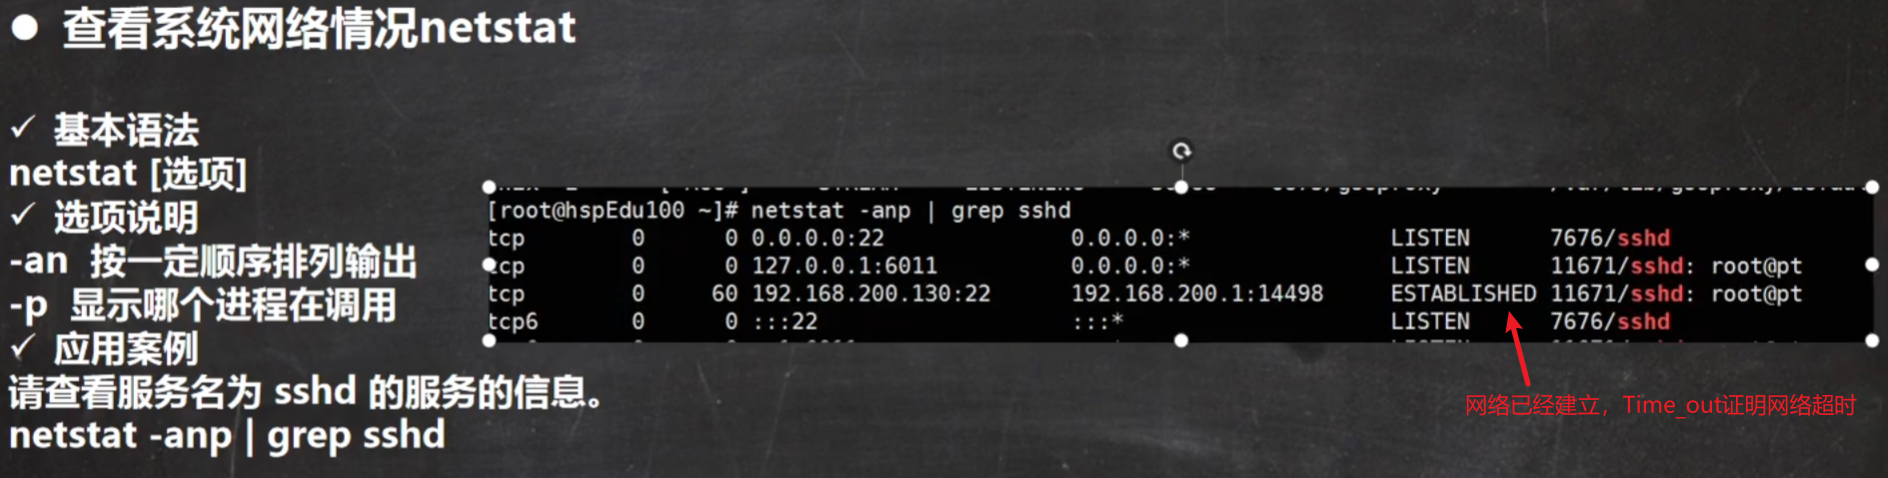 ● 查看系统网络情况netstat
✓ 基本语法
netstat [选项]
✓ 选项说明
-an 按一定顺序排列输出
-p 显示哪个进程在调用
✓ 应用案例
请查看服务名为 sshd 的服务的信息。
netstat -anp | grep sshd
[root@hspEdu100 ~]# netstat -anp | grep sshd
tcp 0 0 0.0.0.0:22 0.0.0.0:* LISTEN 7676/sshd
tcp 0 0 127.0.0.1:6011 0.0.0.0:* LISTEN 11671/sshd: root@pt
tcp 0 60 192.168.200.130:22 192.168.200.1:14498 ESTABLISHED 11671/sshd: root@pt
tcp6 0 0 :::22 :::* LISTEN 7676/sshd
网络已经建立，Time_out证明网络超时